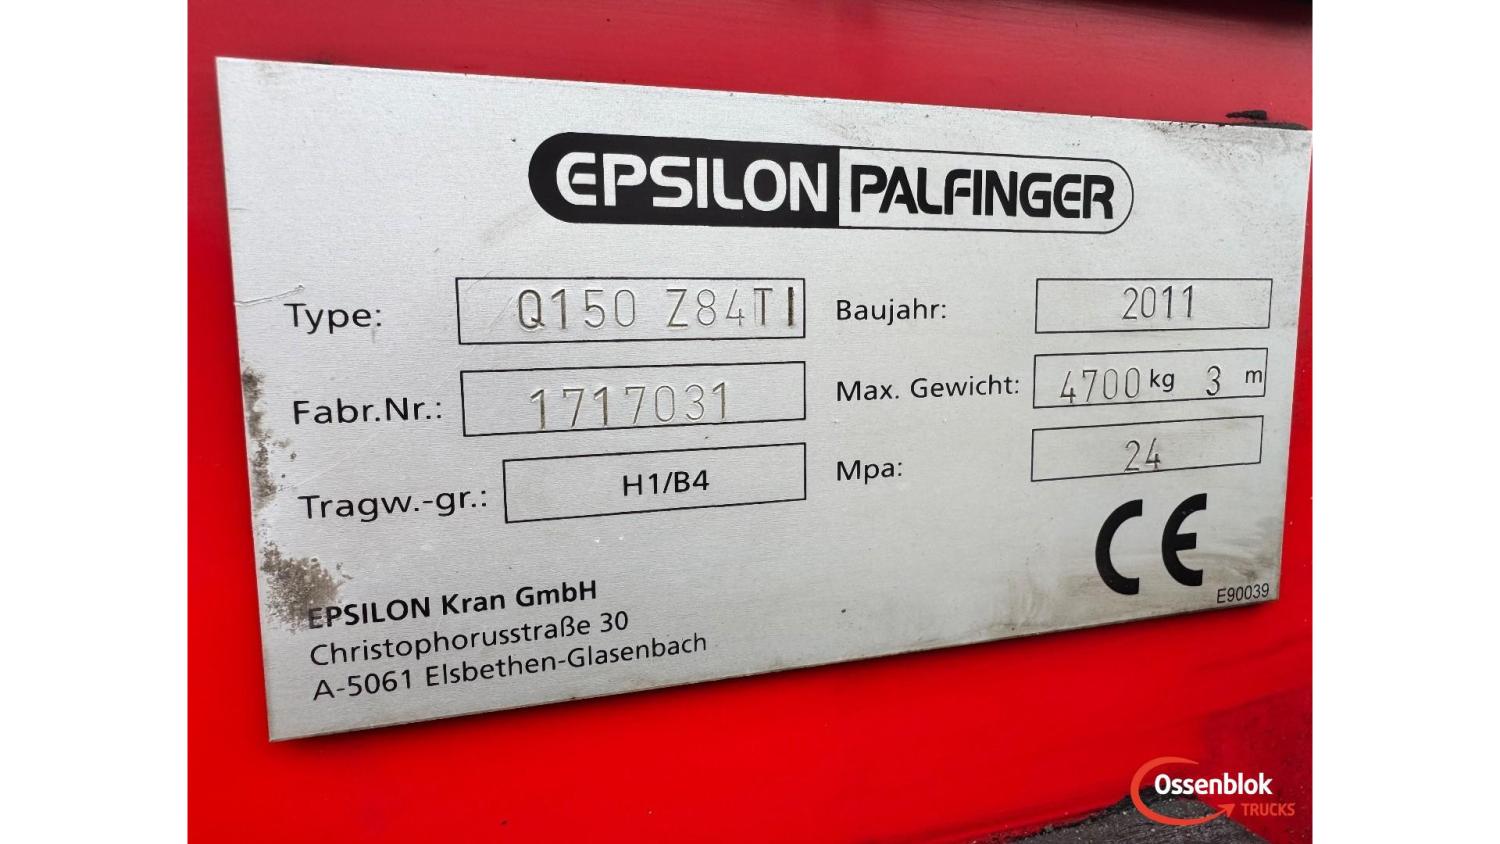 EPSILON PALFINGER
Type: Q150 Z84TI
Baujahr: 2011
Fabr.Nr.: 1717031
Max. Gewicht: 4700 kg 3 m
Tragw.-gr.: H1/B4
Mpa: 24
CE
E90039
EPSILON Kran GmbH
Christophorusstraße 30
A-5061 Elsbethen-Glasenbach
Ossenblok
TRUCKS